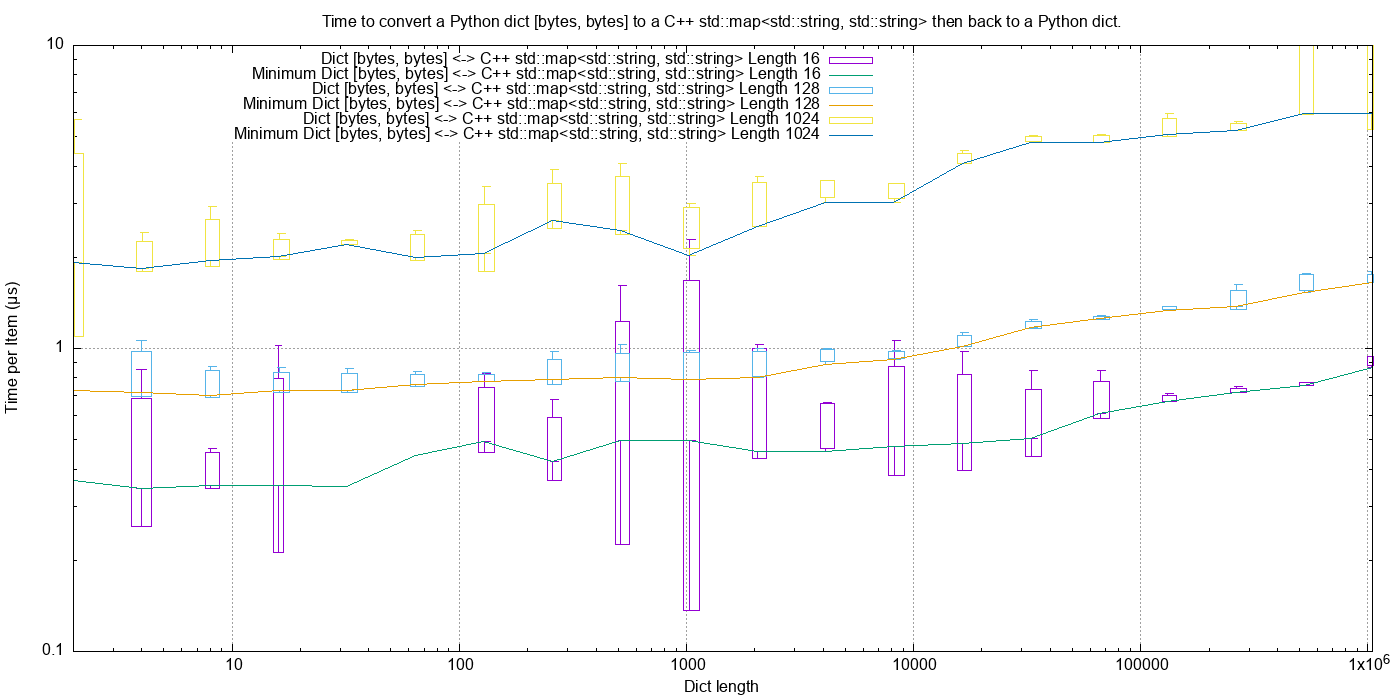 Time to convert a Python dict [bytes, bytes] to a C++ std::map<std::string, std::string> then back to a Python dict.
10
Dict [bytes, bytes] <-> C++ std::map<std::string, std::string> Length 16
Minimum Dict [bytes, bytes] <-> C++ std::map<std::string, std::string> Length 16
Dict [bytes, bytes] <-> C++ std::map<std::string, std::string> Length 128
Minimum Dict [bytes, bytes] <-> C++ std::map<std::string, std::string> Length 128
Dict [bytes, bytes] <-> C++ std::map<std::string, std::string> Length 1024
Minimum Dict [bytes, bytes] <-> C++ std::map<std::string, std::string> Length 1024
Time per Item (µs)
1
0.1
10 100 1000 10000 100000 1x10⁶
Dict length